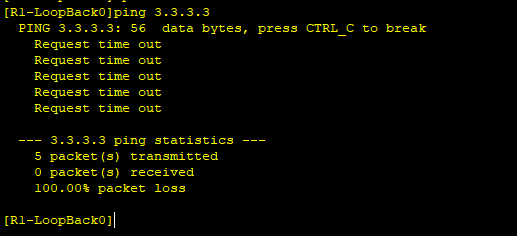 [R1-LoopBack0]ping 3.3.3.3
PING 3.3.3.3: 56  data bytes, press CTRL_C to break
Request time out
Request time out
Request time out
Request time out
Request time out
--- 3.3.3.3 ping statistics ---
5 packet(s) transmitted
0 packet(s) received
100.00% packet loss
[R1-LoopBack0]